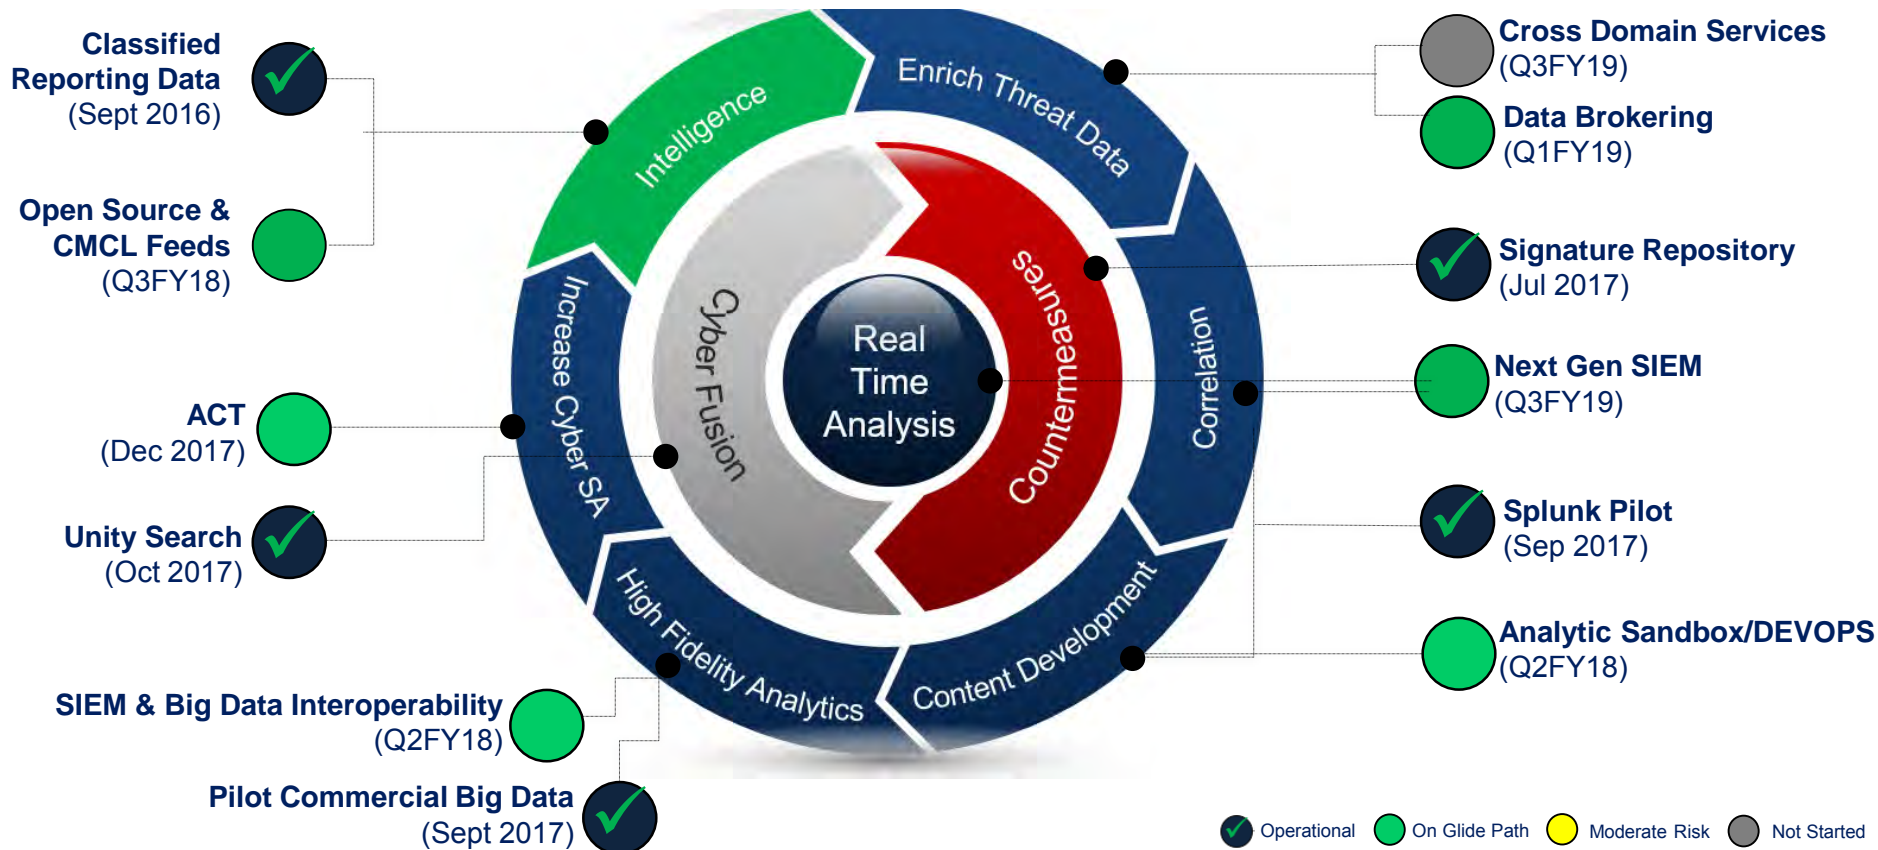 Classified
Reporting Data
(Sept 2016)
Open Source &
CMCL Feeds
(Q3FY18)
ACT
(Dec 2017)
Unity Search
(Oct 2017)
SIEM & Big Data Interoperability
(Q2FY18)
Pilot Commercial Big Data
(Sept 2017)
Intelligence
Enrich Threat Data
Correlation
Content Development
High Fidelity Analytics
Increase Cyber SA
Cyber Fusion
Countermeasures
Real
Time
Analysis
Cross Domain Services
(Q3FY19)
Data Brokering
(Q1FY19)
Signature Repository
(Jul 2017)
Next Gen SIEM
(Q3FY19)
Splunk Pilot
(Sep 2017)
Analytic Sandbox/DEVOPS
(Q2FY18)
Operational
On Glide Path
Moderate Risk
Not Started